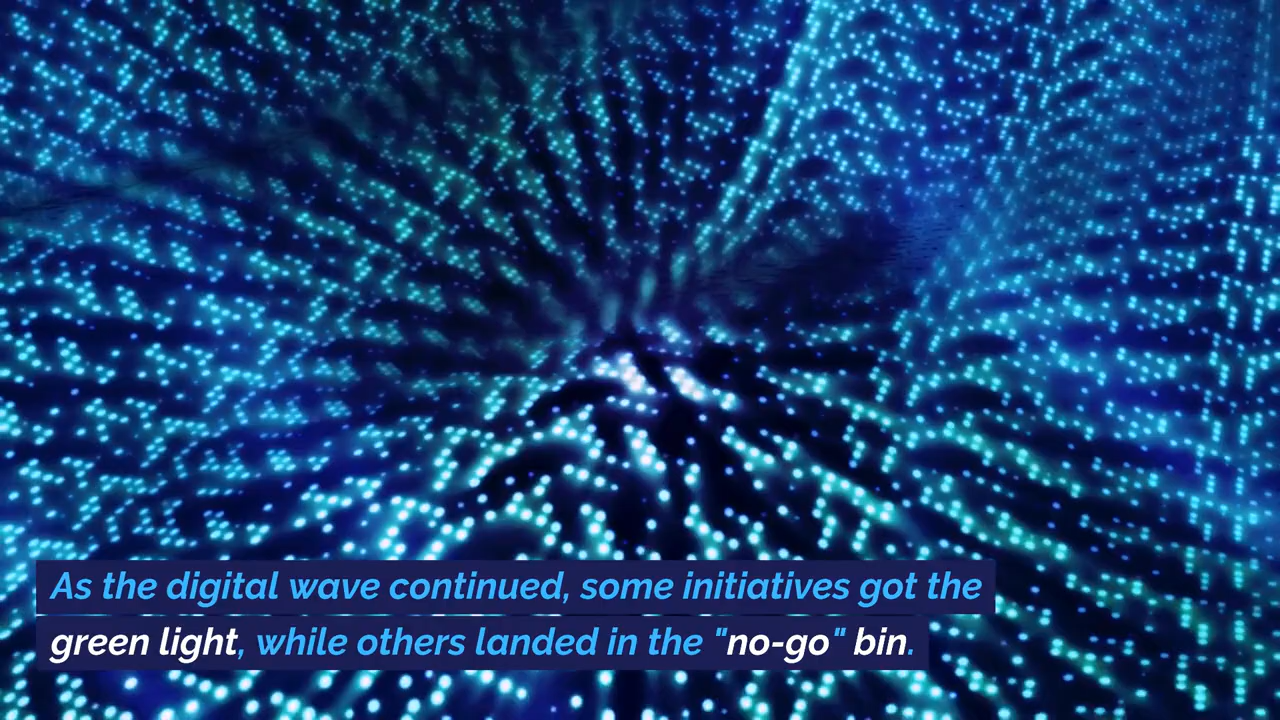 As the digital wave continued, some initiatives got the
green light, while others landed in the "no-go" bin.